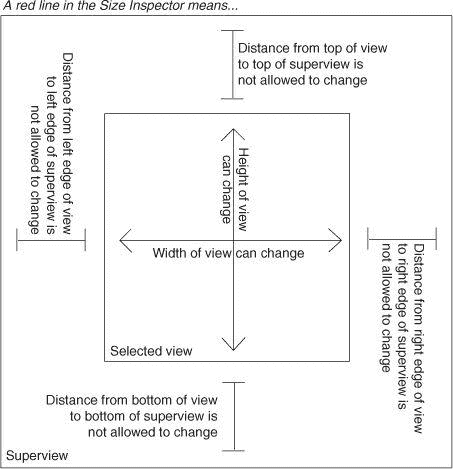 A red line in the Size Inspector means...
Distance from top of view
to top of superview is
not allowed to change
Distance from left edge of view
to left edge of superview is
not allowed to change
Height of view
can change
Width of view can change
Distance from right edge of view
to right edge of superview is
not allowed to change
Selected view
Distance from bottom of view
to bottom of superview is
not allowed to change
Superview